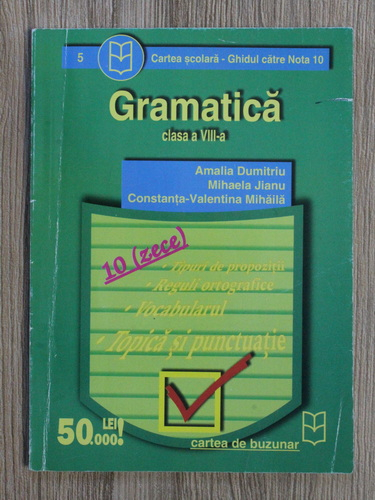 5
Cartea școlară - Ghidul către Nota 10
Gramatică
clasa a VIII-a
Amalia Dumitriu
Mihaela Jianu
Constanța-Valentina Mihăilă
10 (zece)
· Tipuri de propoziții
· Reguli ortografice
· Vocabularul
· Topică și punctuație
50.000! LEI
cartea de buzunar